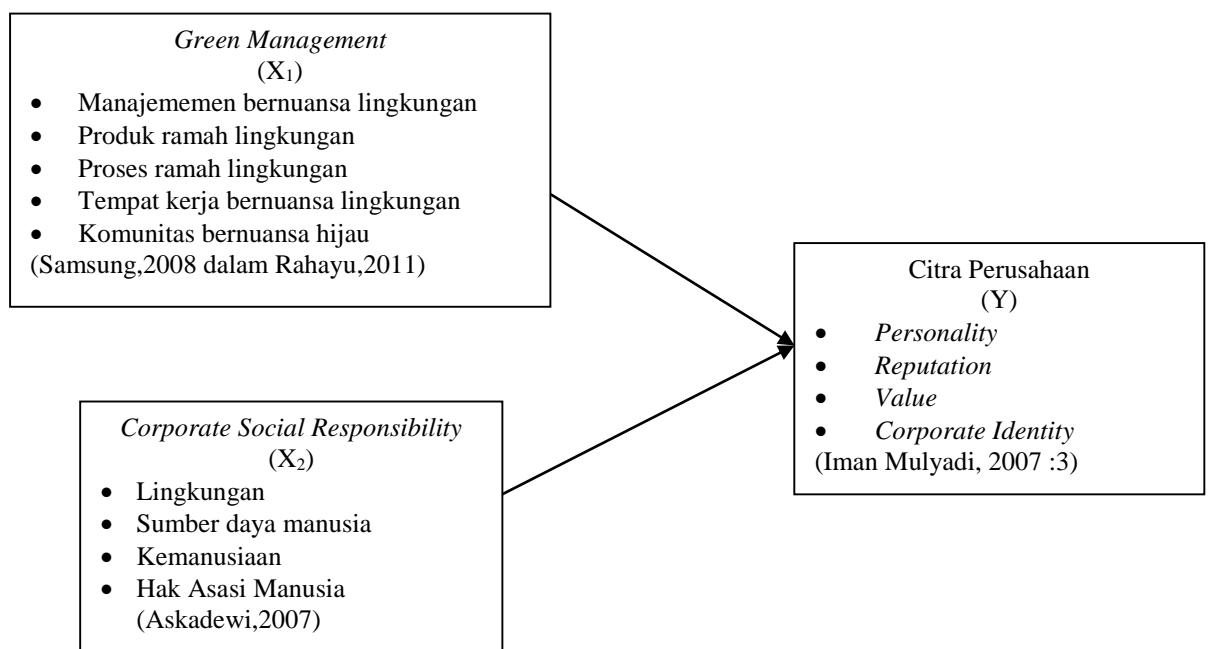 Green Management
(X₁)
• Manajememen bernuansa lingkungan
• Produk ramah lingkungan
• Proses ramah lingkungan
• Tempat kerja bernuansa lingkungan
• Komunitas bernuansa hijau
(Samsung,2008 dalam Rahayu,2011)
Corporate Social Responsibility
(X₂)
• Lingkungan
• Sumber daya manusia
• Kemanusiaan
• Hak Asasi Manusia
(Askadewi,2007)
Citra Perusahaan
(Y)
• Personality
• Reputation
• Value
• Corporate Identity
(Iman Mulyadi, 2007 :3)